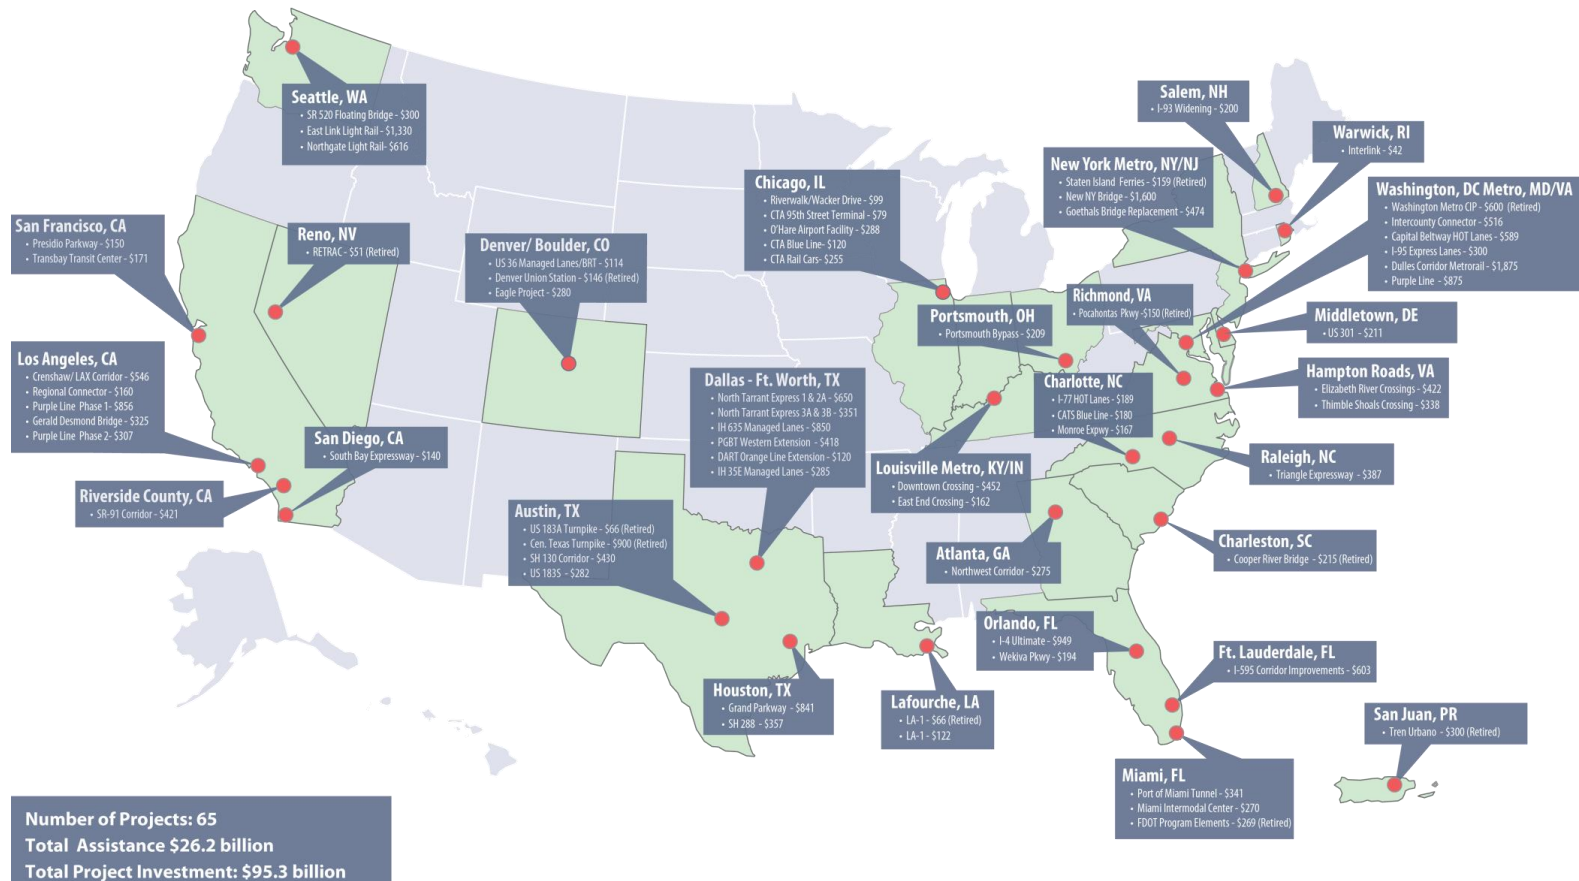 Seattle, WA
• SR 520 Floating Bridge - $300
• East Link Light Rail - $1,330
• Northgate Light Rail- $616
Salem, NH
• I-93 Widening - $200
Warwick, RI
• Interlink - $42
New York Metro, NY/NJ
• Staten Island Ferries - $159 (Retired)
• New NY Bridge - $1,600
• Goethals Bridge Replacement - $474
Chicago, IL
• Riverwalk/Wacker Drive - $99
• CTA 95th Street Terminal - $79
• O'Hare Airport Facility - $288
• CTA Blue Line- $120
• CTA Rail Cars- $255
Washington, DC Metro, MD/VA
• Washington Metro CIP - $600 (Retired)
• Intercounty Connector - $516
• Capital Beltway HOT Lanes - $589
• I-95 Express Lanes - $300
• Dulles Corridor Metrorail - $1,875
• Purple Line - $875
San Francisco, CA
• Presidio Parkway - $150
• Transbay Transit Center - $171
Reno, NV
• RETRAC - $51 (Retired)
Denver/ Boulder, CO
• US 36 Managed Lanes/BRT - $114
• Denver Union Station - $146 (Retired)
• Eagle Project - $280
Richmond, VA
• Pocahontas Pkwy -$150 (Retired)
Portsmouth, OH
• Portsmouth Bypass - $209
Middletown, DE
• US 301 - $211
Los Angeles, CA
• Crenshaw/ LAX Corridor - $546
• Regional Connector - $160
• Purple Line Phase 1- $856
• Gerald Desmond Bridge - $325
• Purple Line Phase 2- $307
Hampton Roads, VA
• Elizabeth River Crossings - $422
• Thimble Shoals Crossing - $338
Dallas - Ft. Worth, TX
• North Tarrant Express 1 & 2A - $650
• North Tarrant Express 3A & 3B - $351
• IH 635 Managed Lanes - $850
• PGBT Western Extension - $418
• DART Orange Line Extension - $120
• IH 35E Managed Lanes - $285
Charlotte, NC
• I-77 HOT Lanes - $189
• CATS Blue Line - $180
• Monroe Expwy - $167
San Diego, CA
• South Bay Expressway - $140
Raleigh, NC
• Triangle Expressway - $387
Louisville Metro, KY/IN
• Downtown Crossing - $452
• East End Crossing - $162
Riverside County, CA
• SR-91 Corridor - $421
Austin, TX
• US 183A Turnpike - $66 (Retired)
• Cen. Texas Turnpike - $900 (Retired)
• SH 130 Corridor - $430
• US 183S - $282
Charleston, SC
• Cooper River Bridge - $215 (Retired)
Atlanta, GA
• Northwest Corridor - $275
Orlando, FL
• I-4 Ultimate - $949
• Wekiva Pkwy - $194
Ft. Lauderdale, FL
• I-595 Corridor Improvements - $603
Houston, TX
• Grand Parkway - $841
• SH 288 - $357
Lafourche, LA
• LA-1 - $66 (Retired)
• LA-1 - $122
San Juan, PR
• Tren Urbano - $300 (Retired)
Miami, FL
• Port of Miami Tunnel - $341
• Miami Intermodal Center - $270
• FDOT Program Elements - $269 (Retired)
Number of Projects: 65
Total Assistance $26.2 billion
Total Project Investment: $95.3 billion